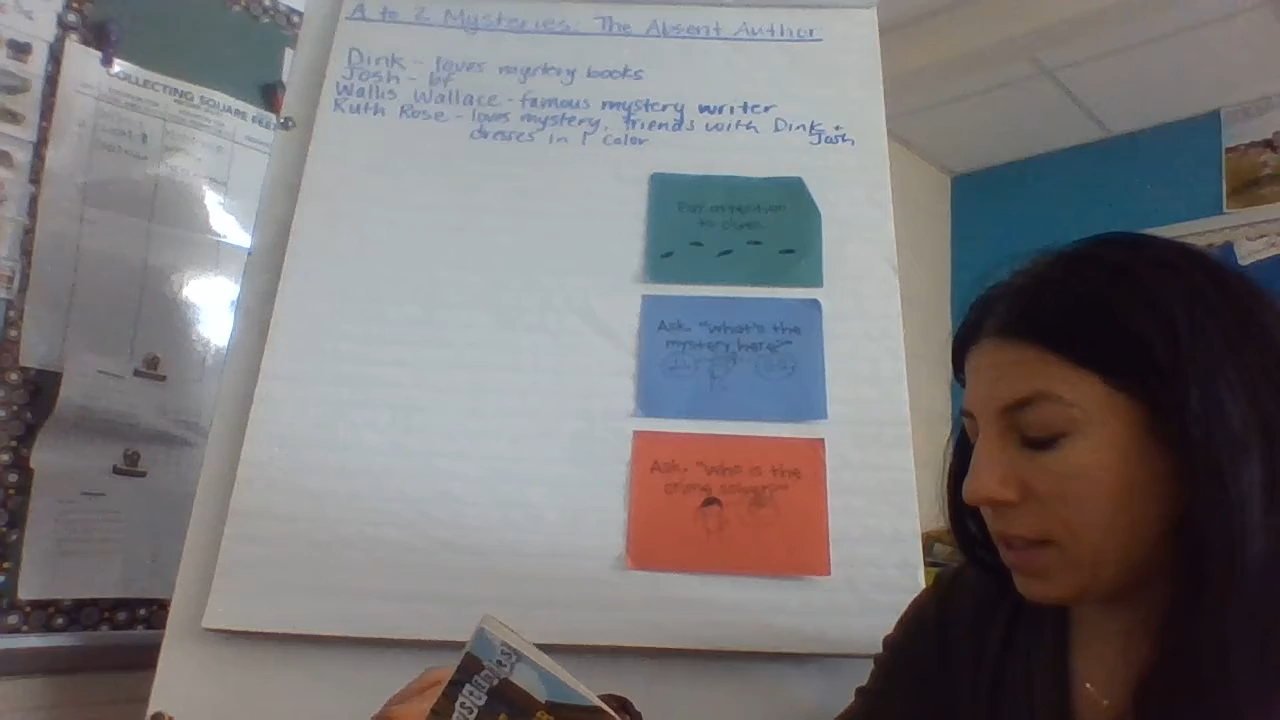 A to Z Mysteries: The Absent Author
Dink - loves mystery books
Josh - bf
Wallis Wallace - famous mystery writer
Ruth Rose - loves mystery, friends with Dink +
Josh
dresses in 1 color
Pay attention
to clues.
Ask, "What's the
mystery here?"
Ask, "Who is the
crime solver?"
COLLECTING SQUARE FEE
ysteries